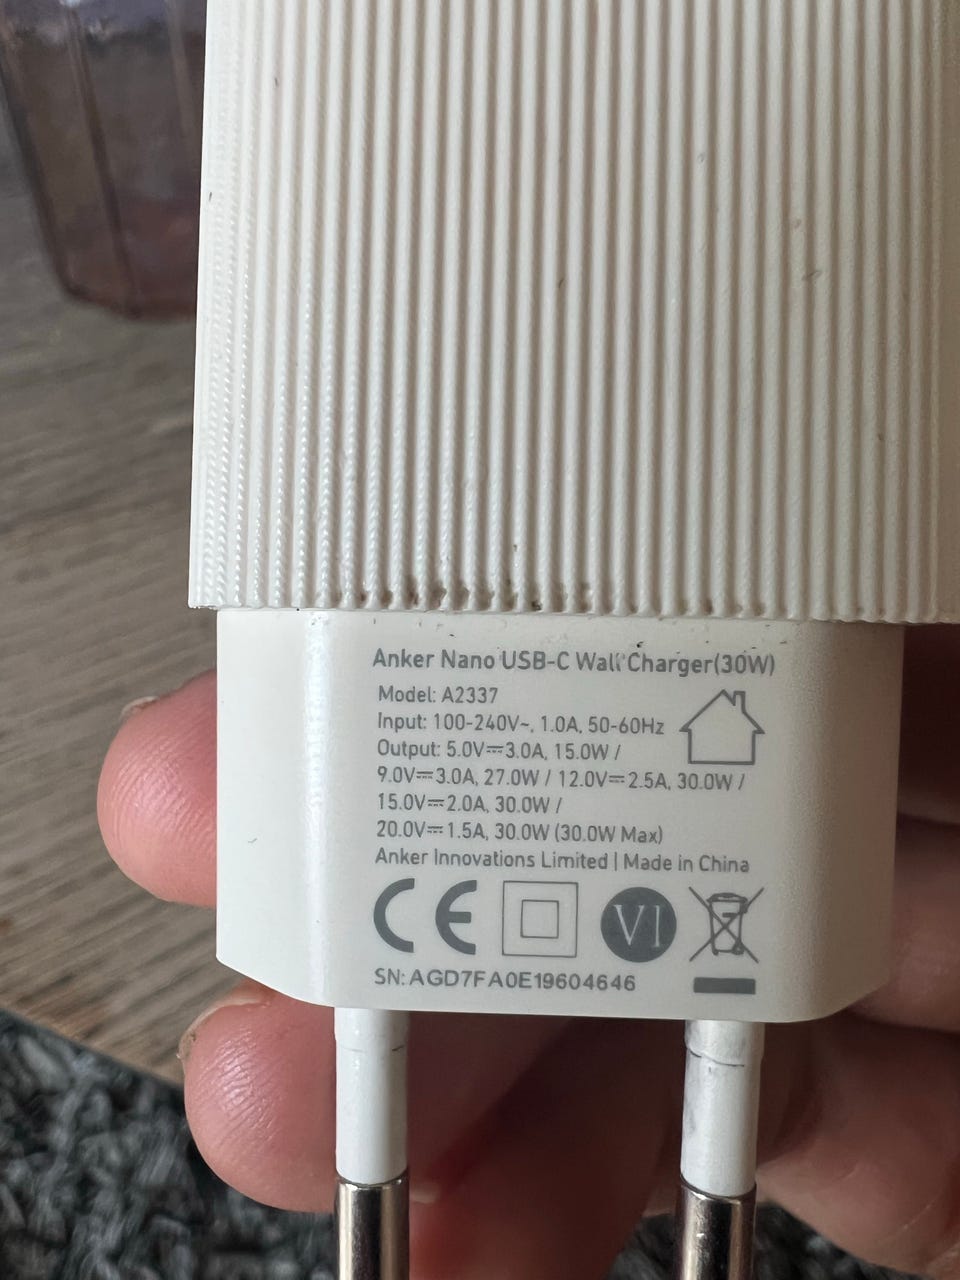 Anker Nano USB-C Wall Charger(30W)
Model: A2337
Input: 100-240V~, 1.0A, 50-60Hz
Output: 5.0V⎓3.0A, 15.0W /
9.0V⎓3.0A, 27.0W / 12.0V⎓2.5A, 30.0W /
15.0V⎓2.0A, 30.0W /
20.0V⎓1.5A, 30.0W (30.0W Max)
Anker Innovations Limited | Made in China
CE VI
SN: AGD7FA0E19604646